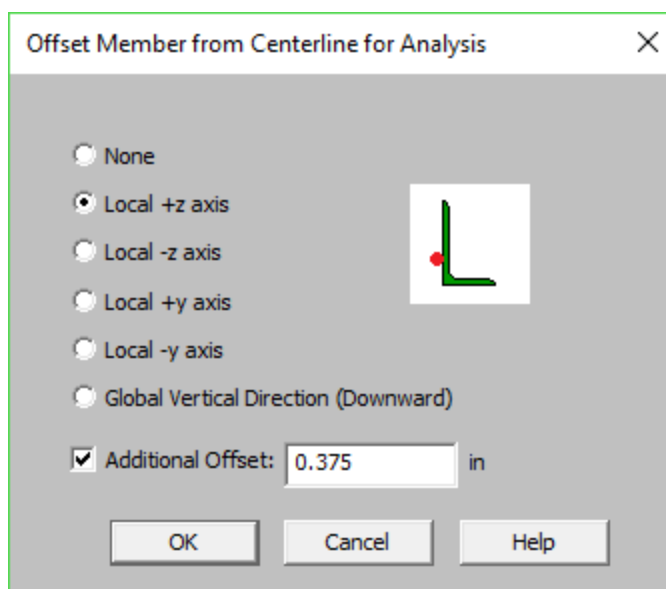 Offset Member from Centerline for Analysis
None
Local +z axis
Local -z axis
Local +y axis
Local -y axis
Global Vertical Direction (Downward)
Additional Offset: 0.375 in
OK Cancel Help